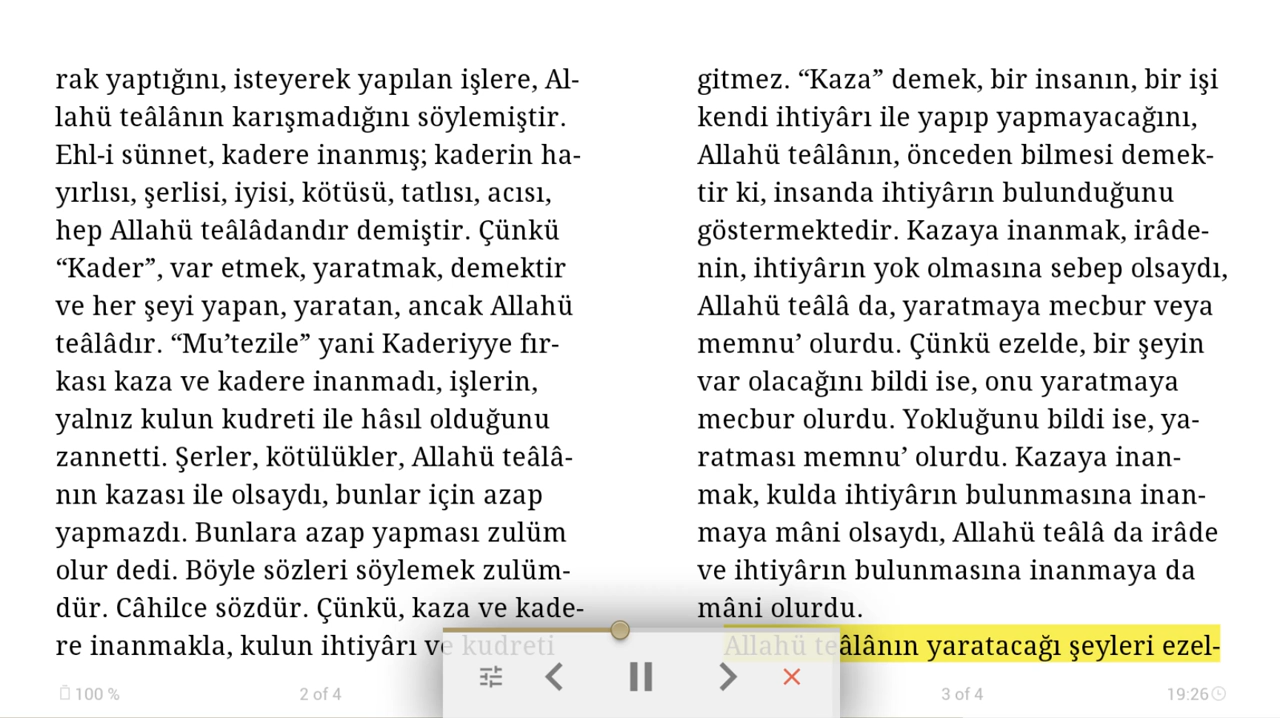 rak yaptığını, isteyerek yapılan işlere, Al-
lahü teâlânın karışmadığını söylemiştir.
Ehl-i sünnet, kadere inanmış; kaderin ha-
yırlısı, şerlisi, iyisi, kötüsü, tatlısı, acısı,
hep Allahü teâlâdandır demiştir. Çünkü
“Kader”, var etmek, yaratmak, demektir
ve her şeyi yapan, yaratan, ancak Allahü
teâlâdır. “Mu’tezile” yani Kaderiyye fır-
kası kaza ve kadere inanmadı, işlerin,
yalnız kulun kudreti ile hâsıl olduğunu
zannetti. Şerler, kötülükler, Allahü teâlâ-
nın kazası ile olsaydı, bunlar için azap
yapmazdı. Bunlara azap yapması zulüm
olur dedi. Böyle sözleri söylemek zulüm-
dür. Câhilce sözdür. Çünkü, kaza ve kade-
re inanmakla, kulun ihtiyârı ve kudreti
100 %
2 of 4
gitmez. “Kaza” demek, bir insanın, bir işi
kendi ihtiyârı ile yapıp yapmayacağını,
Allahü teâlânın, önceden bilmesi demek-
tir ki, insanda ihtiyârın bulunduğunu
göstermektedir. Kazaya inanmak, irâde-
nin, ihtiyârın yok olmasına sebep olsaydı,
Allahü teâlâ da, yaratmaya mecbur veya
memnu’ olurdu. Çünkü ezelde, bir şeyin
var olacağını bildi ise, onu yaratmaya
mecbur olurdu. Yokluğunu bildi ise, ya-
ratması memnu’ olurdu. Kazaya inan-
mak, kulda ihtiyârın bulunmasına inan-
maya mâni olsaydı, Allahü teâlâ da irâde
ve ihtiyârın bulunmasına inanmaya da
mâni olurdu.
Allahü teâlânın yaratacağı şeyleri ezel-
3 of 4
19:26